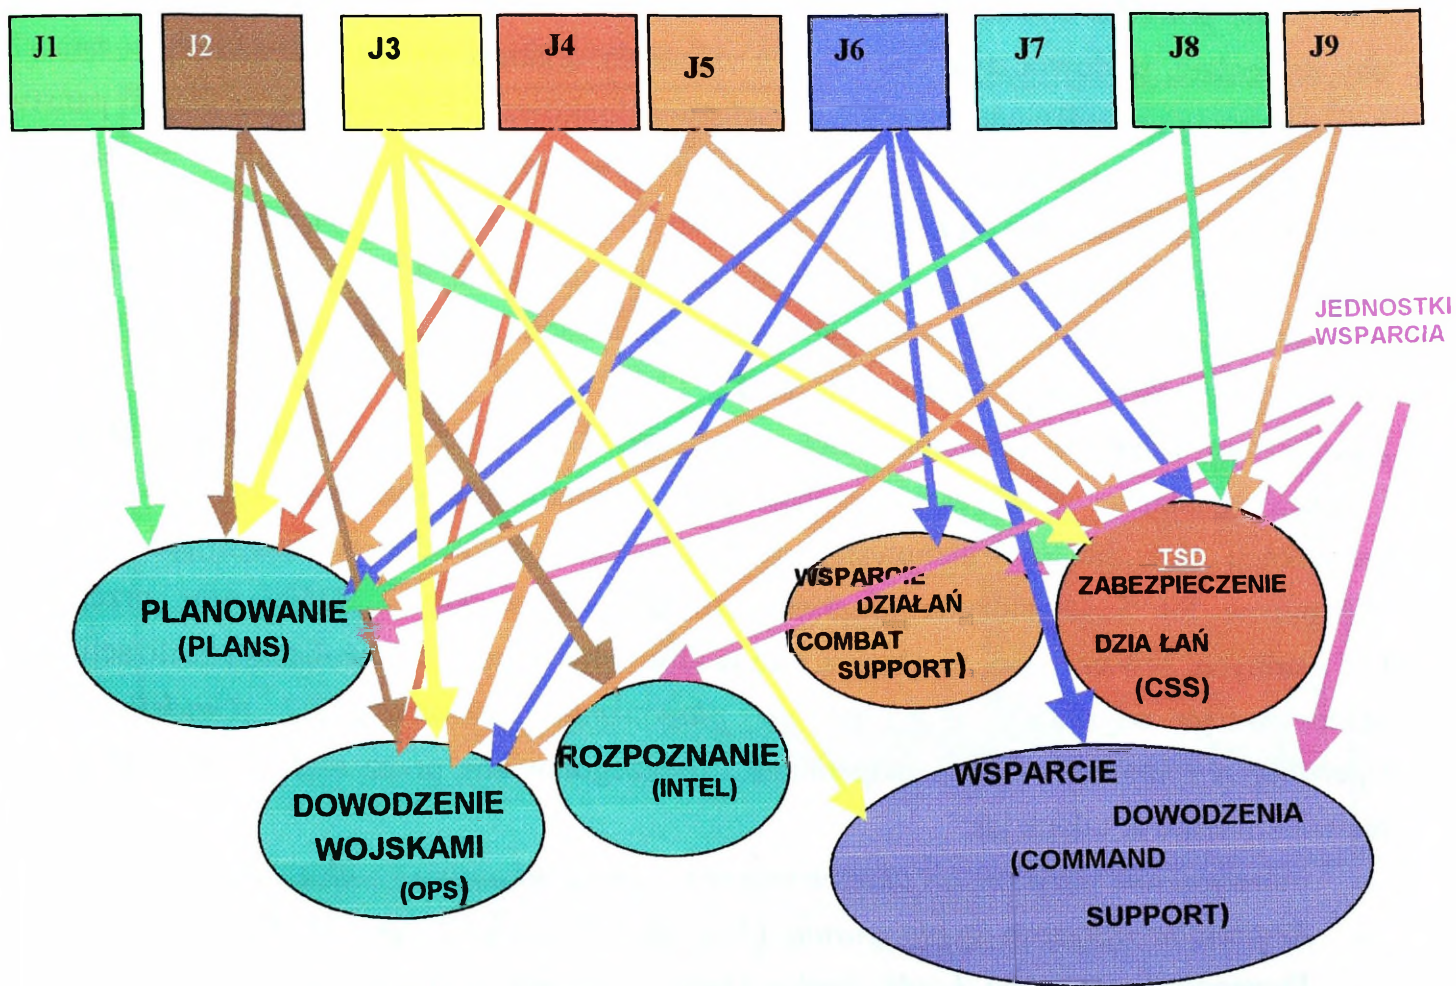 J1
J2
J3
J4
J5
J6
J7
J8
J9
JEDNOSTKI
WSPARCIA
PLANOWANIE
(PLANS)
DOWODZENIE
WOJSKAMI
(OPS)
ROZPOZNANIE
(INTEL)
WSPARCIE
DZIAŁAŃ
(COMBAT
SUPPORT)
TSD
ZABEZPIECZENIE
DZIA ŁAŃ
(CSS)
WSPARCIE
DOWODZENIA
(COMMAND
SUPPORT)